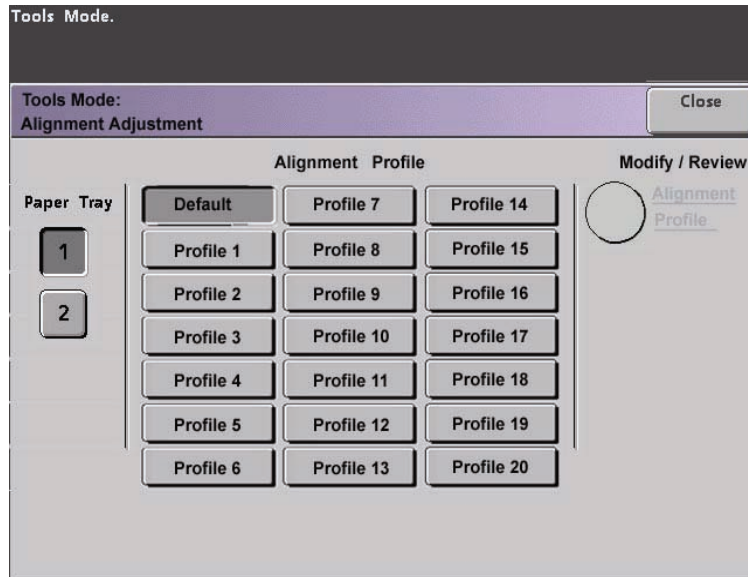 Tools Mode.
Tools Mode:
Close
Alignment Adjustment
Alignment Profile
Modify / Review
Paper Tray
Default
Profile 7
Profile 14
Alignment
Profile
1
Profile 1
Profile 8
Profile 15
2
Profile 2
Profile 9
Profile 16
Profile 3
Profile 10
Profile 17
Profile 4
Profile 11
Profile 18
Profile 5
Profile 12
Profile 19
Profile 6
Profile 13
Profile 20